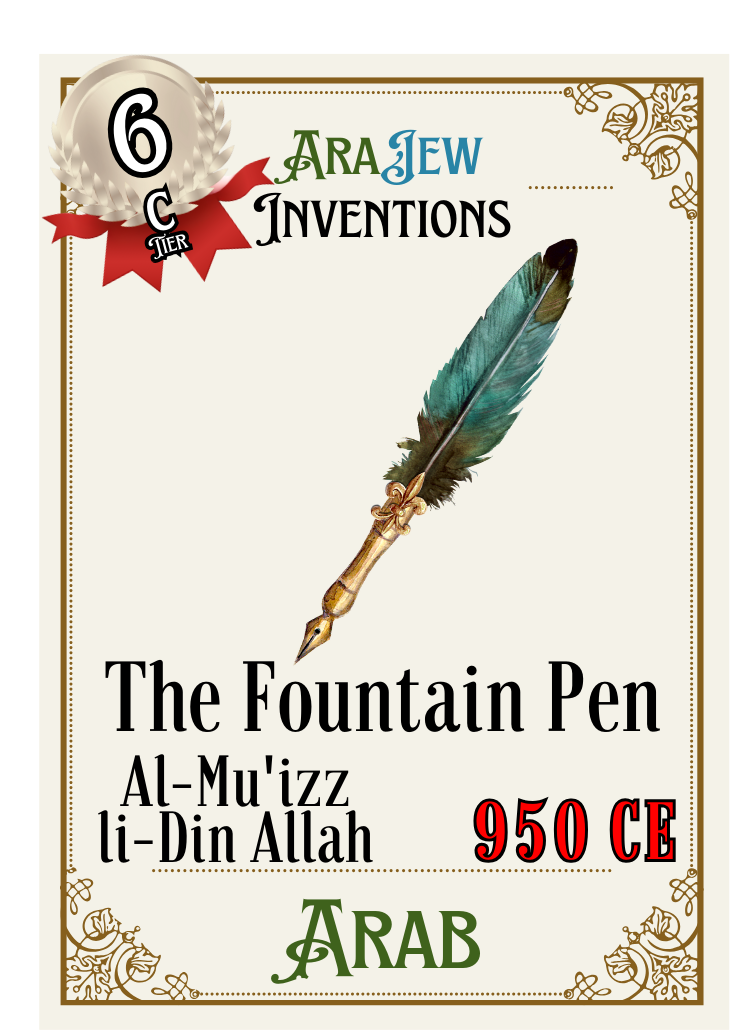 6
C
Tier
AraJew
Inventions
The Fountain Pen
Al-Mu'izz
li-Din Allah
950 CE
Arab